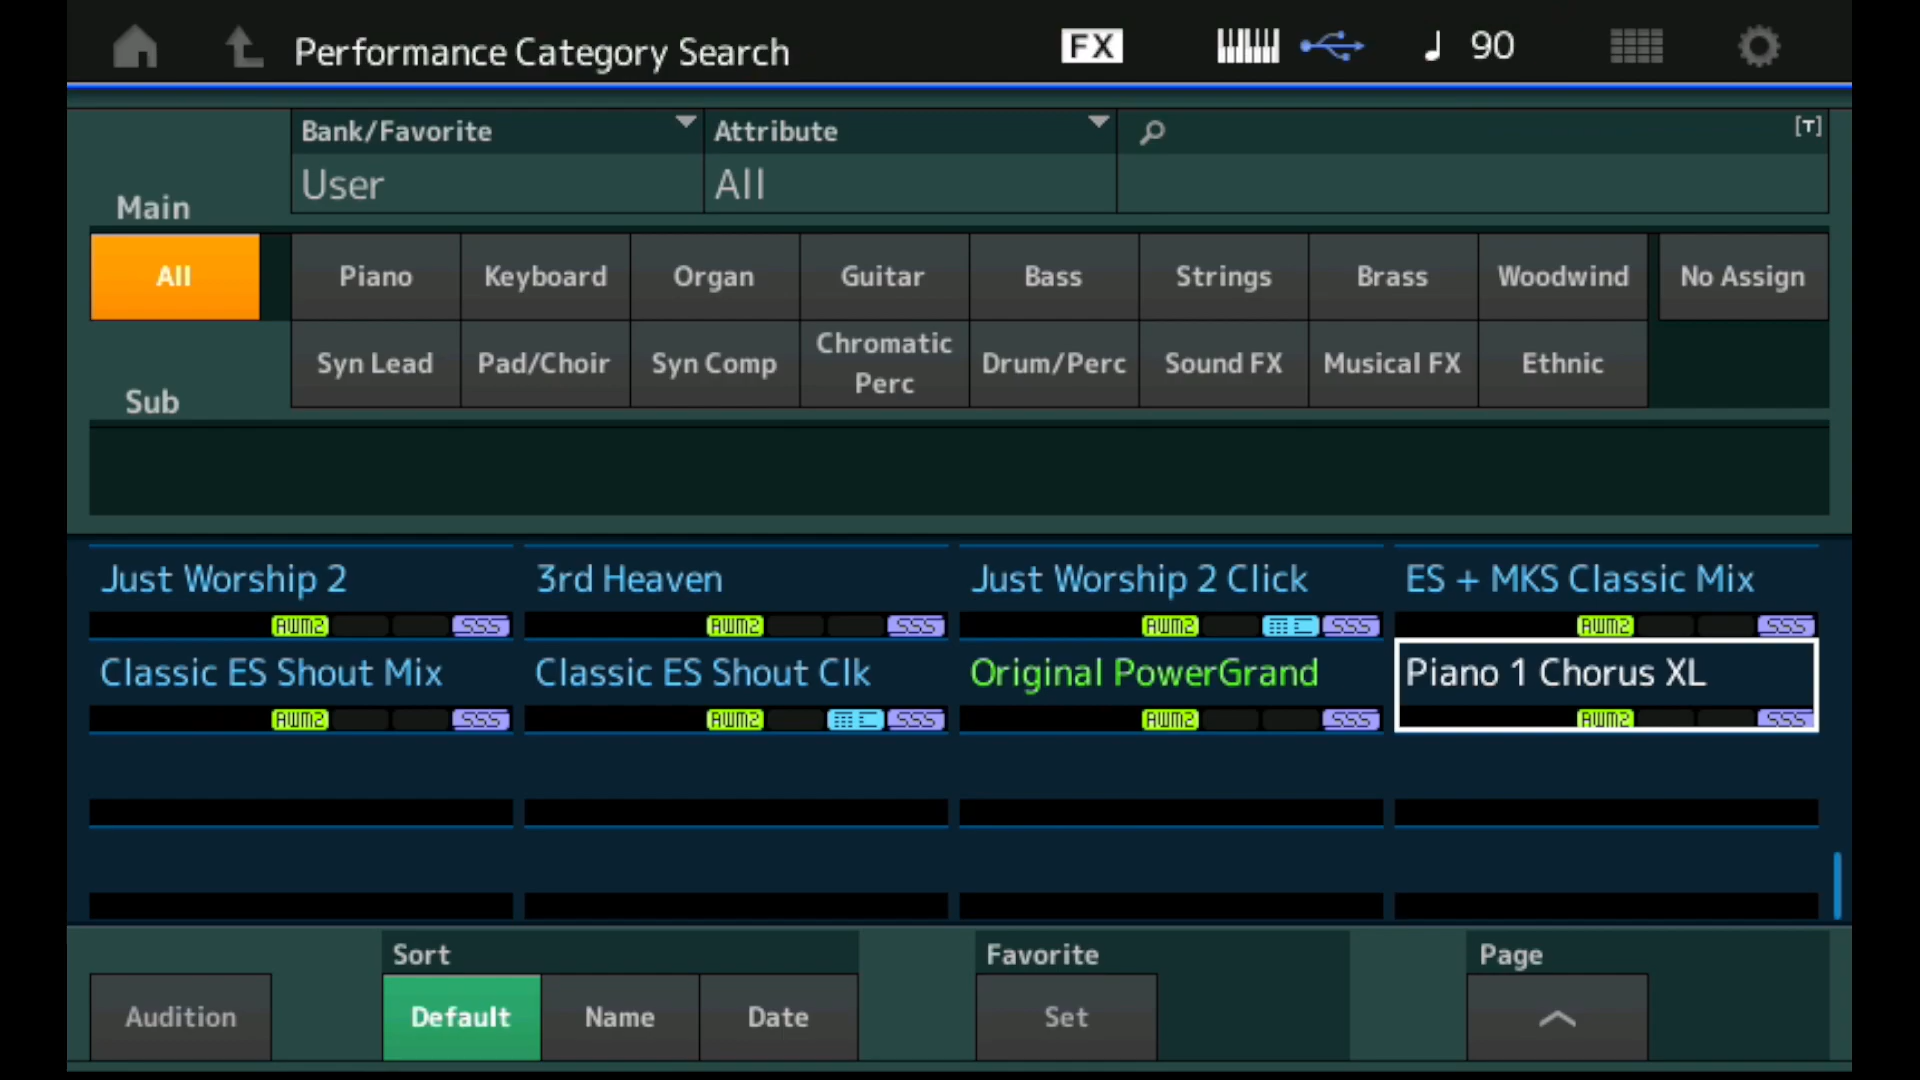 Performance Category Search
FX
90
Bank/Favorite
Attribute
[T]
User
All
Main
All
Piano
Keyboard
Organ
Guitar
Bass
Strings
Brass
Woodwind
No Assign
Syn Lead
Pad/Choir
Syn Comp
Chromatic
Perc
Drum/Perc
Sound FX
Musical FX
Ethnic
Sub
Just Worship 2
3rd Heaven
Just Worship 2 Click
ES + MKS Classic Mix
AWM2
SSS
AWM2
SSS
AWM2
SSS
AWM2
SSS
Classic ES Shout Mix
Classic ES Shout Clk
Original PowerGrand
Piano 1 Chorus XL
AWM2
SSS
AWM2
SSS
AWM2
SSS
AWM2
SSS
Sort
Favorite
Page
Audition
Default
Name
Date
Set